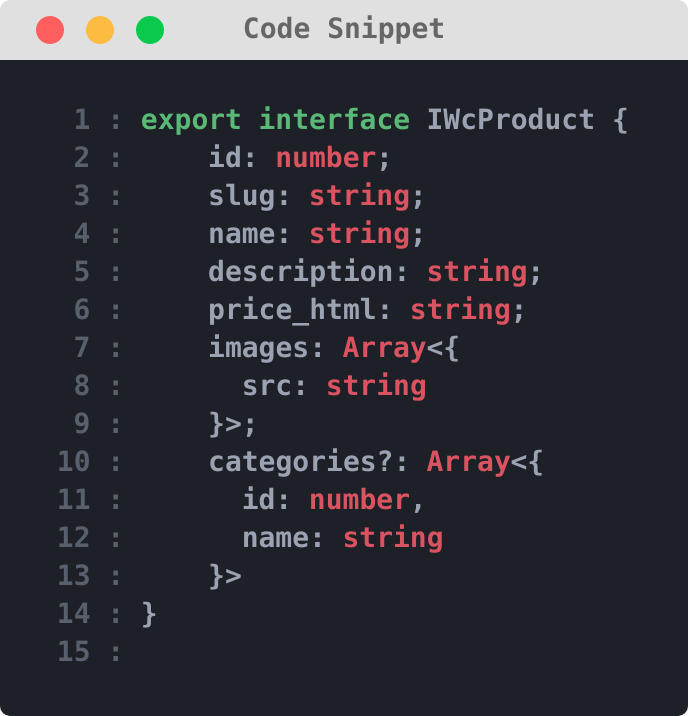 Code Snippet
1 : export interface IWcProduct {
2 :     id: number;
3 :     slug: string;
4 :     name: string;
5 :     description: string;
6 :     price_html: string;
7 :     images: Array<{
8 :       src: string
9 :     }>;
10 :     categories?: Array<{
11 :       id: number,
12 :       name: string
13 :     }>
14 : }
15 :